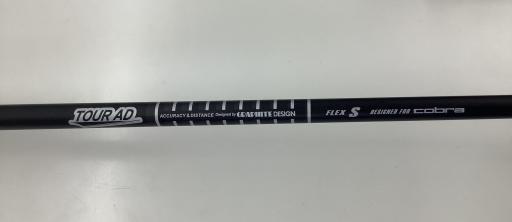 TOUR AD ACCURACY & DISTANCE Designed by GRAPHITE DESIGN FLEX S DESIGNED FOR cobra